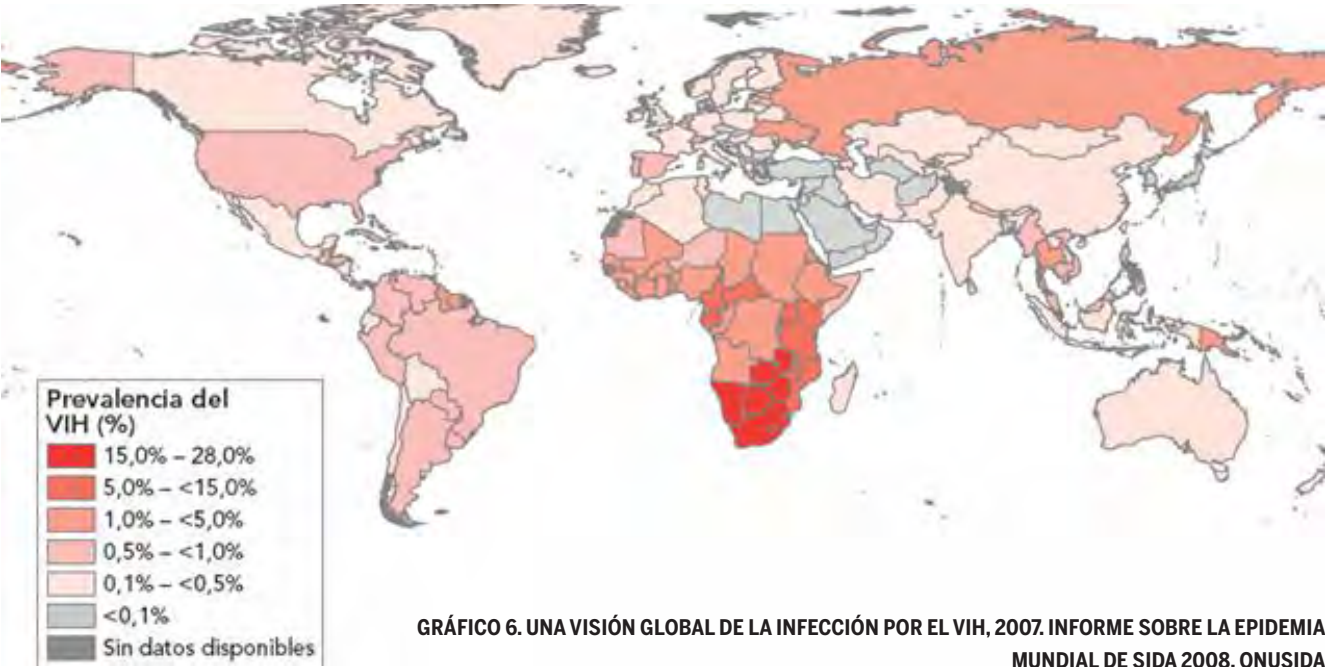 Prevalencia del
VIH (%)
15,0% – 28,0%
5,0% – <15,0%
1,0% – <5,0%
0,5% – <1,0%
0,1% – <0,5%
<0,1%
Sin datos disponibles
GRÁFICO 6. UNA VISIÓN GLOBAL DE LA INFECCIÓN POR EL VIH, 2007. INFORME SOBRE LA EPIDEMIA
MUNDIAL DE SIDA 2008. ONUSIDA